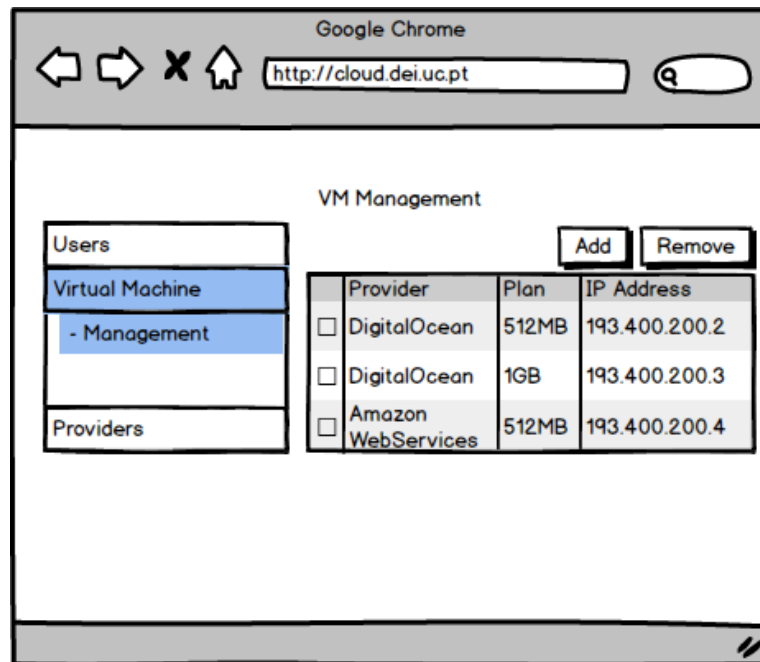 Google Chrome
http://cloud.dei.uc.pt
VM Management
Users
Virtual Machine
- Management
Providers
Add Remove
Provider Plan IP Address
DigitalOcean 512MB 193.400.200.2
DigitalOcean 1GB 193.400.200.3
Amazon
WebServices 512MB 193.400.200.4